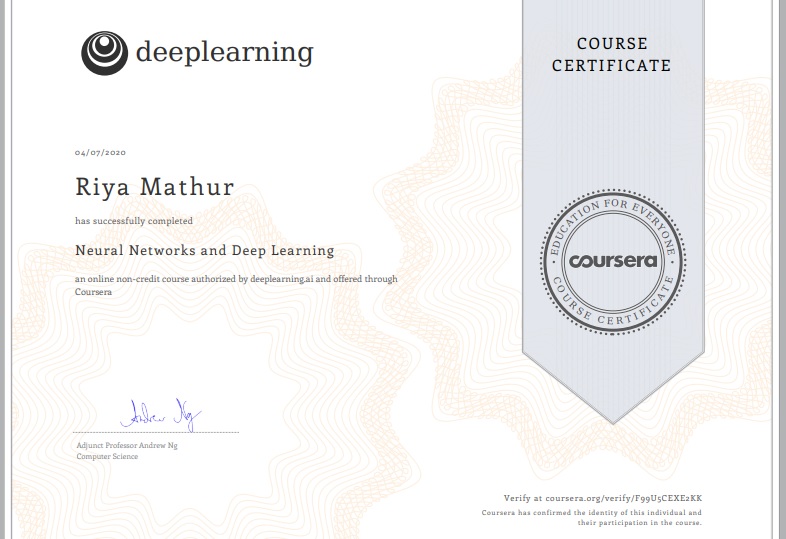 deeplearning
COURSE
CERTIFICATE
04/07/2020
Riya Mathur
has successfully completed
Neural Networks and Deep Learning
an online non-credit course authorized by deeplearning.ai and offered through
Coursera
EDUCATION FOR EVERYONE
coursera
COURSE CERTIFICATE
Andrew Ng
Adjunct Professor Andrew Ng
Computer Science
Verify at coursera.org/verify/F99U5CEXE2KK
Coursera has confirmed the identity of this individual and
their participation in the course.